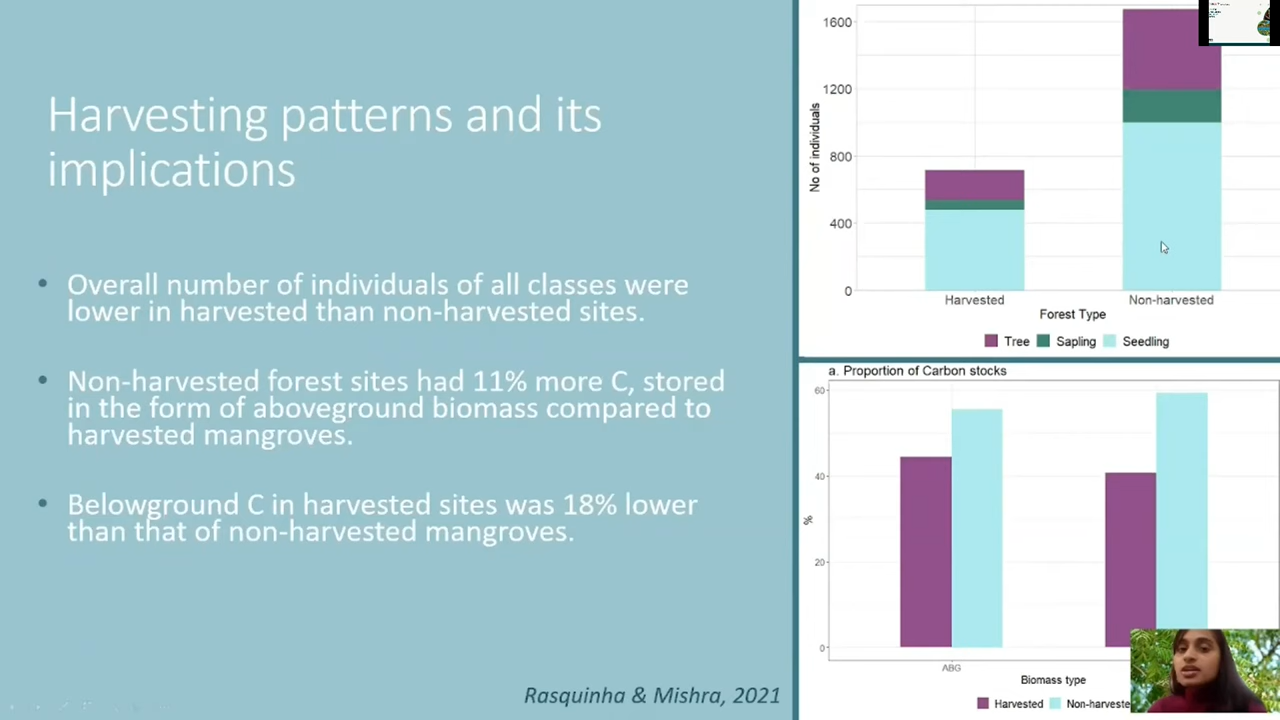 Harvesting patterns and its
implications
• Overall number of individuals of all classes were
lower in harvested than non-harvested sites.
• Non-harvested forest sites had 11% more C, stored
in the form of aboveground biomass compared to
harvested mangroves.
• Belowground C in harvested sites was 18% lower
than that of non-harvested mangroves.
Rasquinha & Mishra, 2021
No of individuals
1600
1200
800
400
0
Harvested Non-harvested
Forest Type
Tree Sapling Seedling
a. Proportion of Carbon stocks
%
60
40
20
0
ABG
Biomass type
Harvested Non-harveste